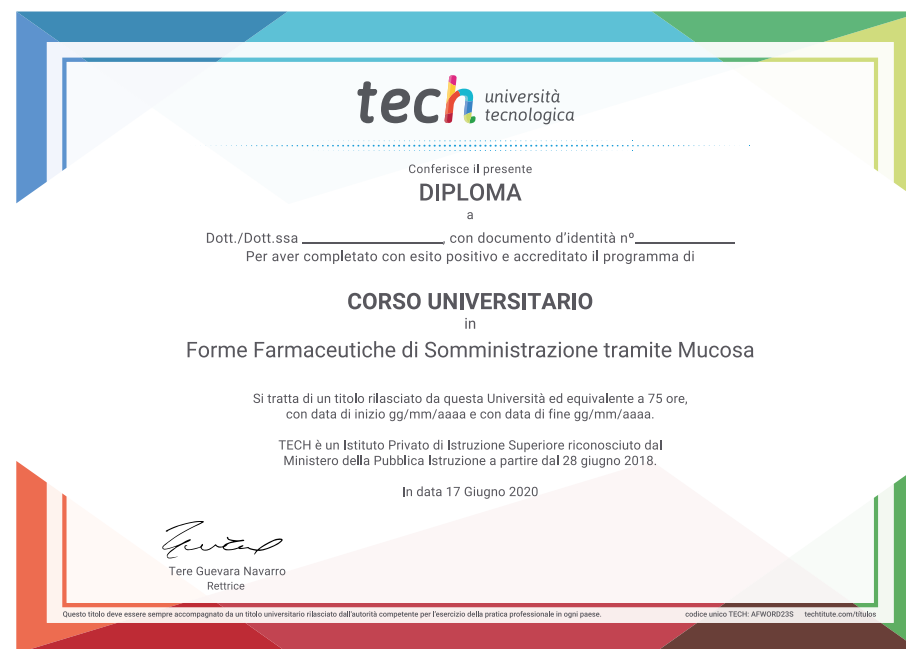 tech università
tecnologica
Conferisce il presente
DIPLOMA
a
Dott./Dott.ssa ____________________, con documento d'identità nº______________
Per aver completato con esito positivo e accreditato il programma di
CORSO UNIVERSITARIO
in
Forme Farmaceutiche di Somministrazione tramite Mucosa
Si tratta di un titolo rilasciato da questa Università ed equivalente a 75 ore,
con data di inizio gg/mm/aaaa e con data di fine gg/mm/aaaa.
TECH è un Istituto Privato di Istruzione Superiore riconosciuto dal
Ministero della Pubblica Istruzione a partire dal 28 giugno 2018.
In data 17 Giugno 2020
Tere Guevara Navarro
Rettrice
Questo titolo deve essere sempre accompagnato da un titolo universitario rilasciato dall'autorità competente per l'esercizio della pratica professionale in ogni paese. codice unico TECH: AFWORD23S techtitute.com/títulos